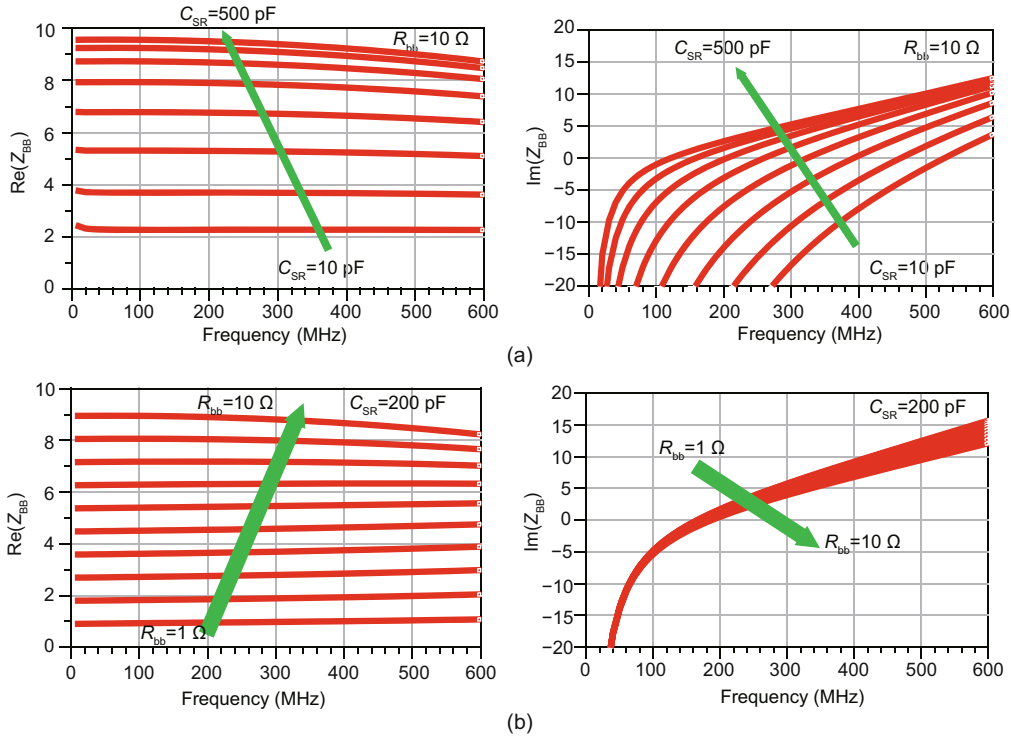 C_SR=500 pF
R_bb=10 Ω
10
8
6
4
2
0
Re(Z_BB)
C_SR=10 pF
0 100 200 300 400 500 600
Frequency (MHz)
C_SR=500 pF
R_bb=10 Ω
20
15
10
5
0
−5
−10
−15
−20
Im(Z_BB)
C_SR=10 pF
0 100 200 300 400 500 600
Frequency (MHz)
(a)
R_bb=10 Ω
C_SR=200 pF
10
8
6
4
2
0
Re(Z_BB)
R_bb=1 Ω
0 100 200 300 400 500 600
Frequency (MHz)
C_SR=200 pF
20
15
10
5
0
−5
−10
−15
−20
Im(Z_BB)
R_bb=1 Ω
R_bb=10 Ω
0 100 200 300 400 500 600
Frequency (MHz)
(b)